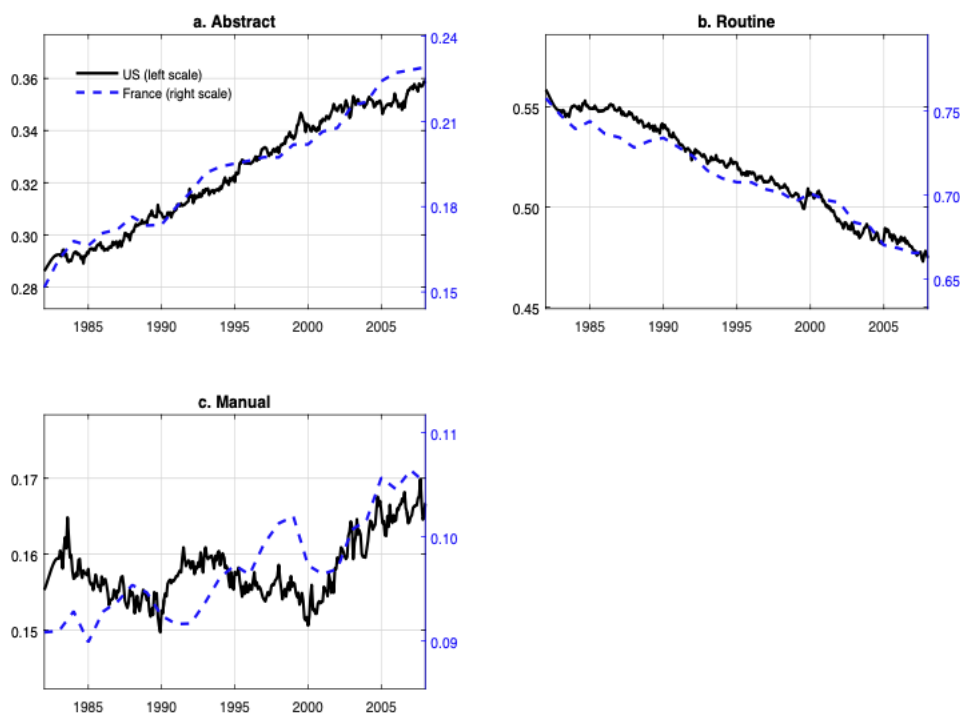 a. Abstract
0.36
0.34
0.32
0.30
0.28
US (left scale)
France (right scale)
0.24
0.21
0.18
0.15
1985 1990 1995 2000 2005
b. Routine
0.55
0.50
0.45
0.75
0.70
0.65
1985 1990 1995 2000 2005
c. Manual
0.17
0.16
0.15
0.11
0.10
0.09
1985 1990 1995 2000 2005